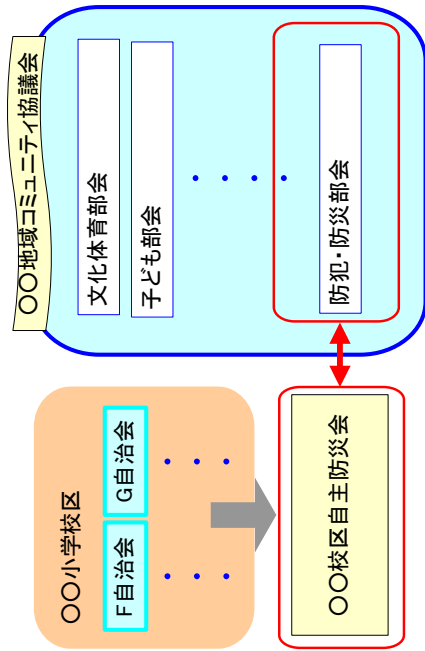 〇〇地域コミュニティ協議会
文化体育部会
子ども部会
・・・・
防犯・防災部会
〇〇小学校区
F自治会
G自治会
・・・
・・・
〇〇校区自主防災会